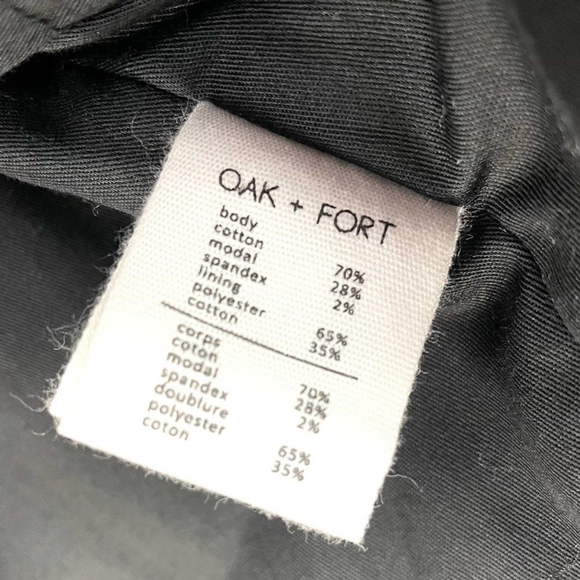 OAK + FORT
body
cotton 70%
modal 28%
spandex 2%
lining
polyester 65%
cotton 35%
corps
coton 70%
modal 28%
spandex 2%
doublure
polyester 65%
coton 35%